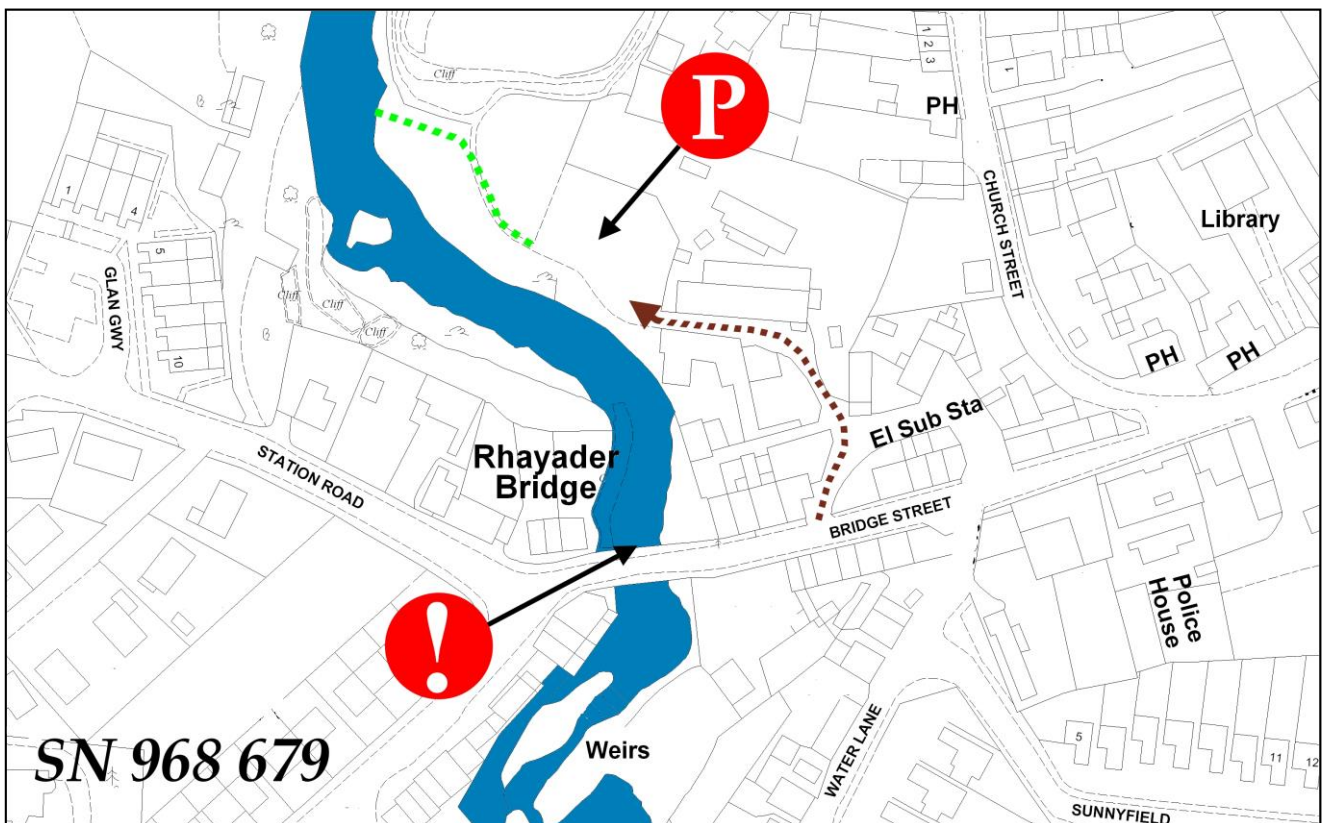 Cliff
P
1
2
3
1
PH
CHURCH STREET
Library
1
4
5
10
GLAN GWY
Cliff
Cliff
Cliff
PH
PH
El Sub Sta
STATION ROAD
Rhayader
Bridge
BRIDGE STREET
!
Police
House
SN 968 679
Weirs
WATER LANE
5
11
12
SUNNYFIELD